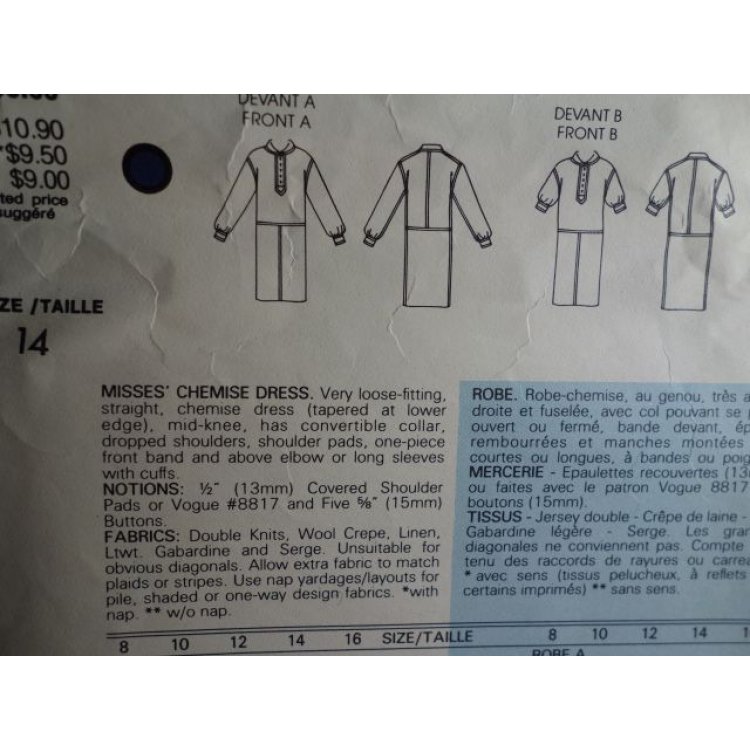 10.90
*$9.50
$9.00
ted price
suggéré
DEVANT A
FRONT A
DEVANT B
FRONT B
ZE /TAILLE
14
MISSES' CHEMISE DRESS. Very loose-fitting,
straight, chemise dress (tapered at lower
edge), mid-knee, has convertible collar,
dropped shoulders, shoulder pads, one-piece
front band and above elbow or long sleeves
with cuffs.
NOTIONS: ½" (13mm) Covered Shoulder
Pads or Vogue #8817 and Five ⅝" (15mm)
Buttons.
FABRICS: Double Knits, Wool Crepe, Linen,
Ltwt. Gabardine and Serge. Unsuitable for
obvious diagonals. Allow extra fabric to match
plaids or stripes. Use nap yardages/layouts for
pile, shaded or one-way design fabrics. *with
nap. ** w/o nap.
ROBE. Robe-chemise, au genou, très a
droite et fuselée, avec col pouvant se p
ouvert ou fermé, bande devant, ép
rembourrées et manches montées
courtes ou longues, à bandes ou poig
MERCERIE - Epaulettes recouvertes (13
ou faites avec le patron Vogue 8817
boutons (15mm).
TISSUS - Jersey double - Crêpe de laine -
Gabardine légère - Serge. Les gran
diagonales ne conviennent pas. Compte
tenu des raccords de rayures ou carrea
* avec sens (tissus pelucheux, à reflets
certains imprimés) ** sans sens.
8 10 12 14 16 SIZE/TAILLE 8 10 12 14 1
ROBE A